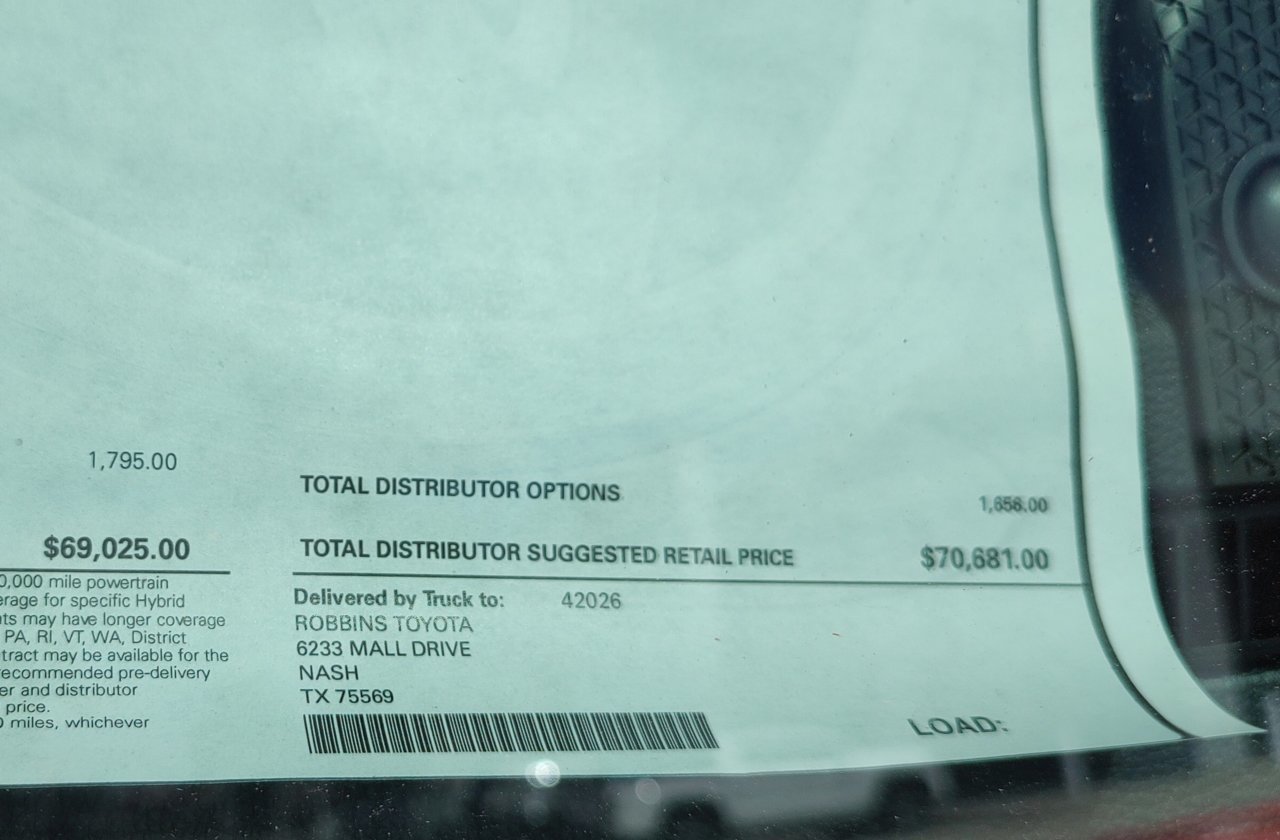 1,795.00
$69,025.00
0,000 mile powertrain
erage for specific Hybrid
nts may have longer coverage
PA, RI, VT, WA, District
tract may be available for the
recommended pre-delivery
er and distributor
price.
0 miles, whichever
TOTAL DISTRIBUTOR OPTIONS 1,656.00
TOTAL DISTRIBUTOR SUGGESTED RETAIL PRICE $70,681.00
Delivered by Truck to: 42026
ROBBINS TOYOTA
6233 MALL DRIVE
NASH
TX 75569
LOAD: